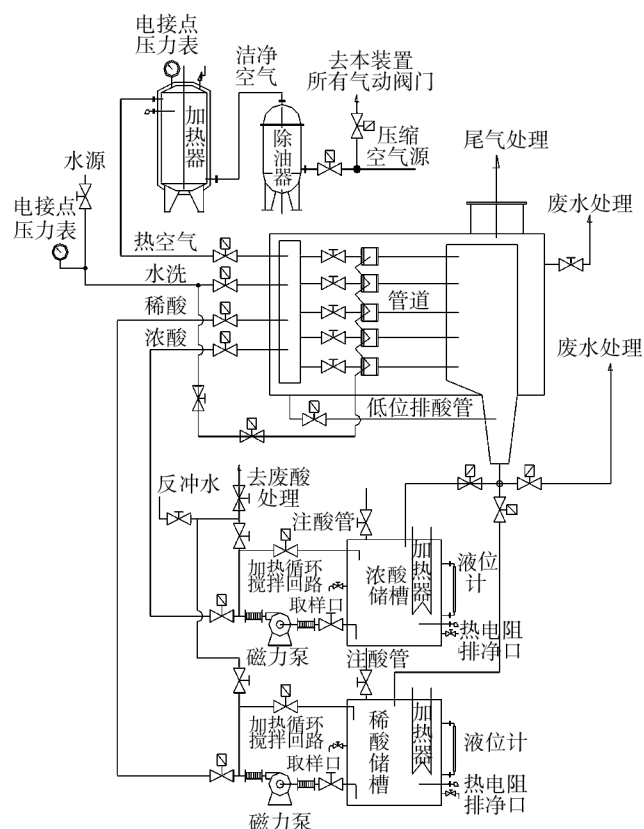 电接点
压力表
洁净
空气
去本装置
所有气动阀门
加热器
除油器
压缩
空气源
尾气处理
水源
电接点
压力表
废水处理
热空气
水洗
管道
稀酸
浓酸
废水处理
低位排酸管
反冲水
去废酸
处理
注酸管
加热器
浓酸
储槽
液位
计
加热循环
搅拌回路
取样口
热电阻
排净口
磁力泵
注酸管
稀酸储槽
加热器
加热循环
搅拌回路
液位计
取样口
热电阻
排净口
磁力泵